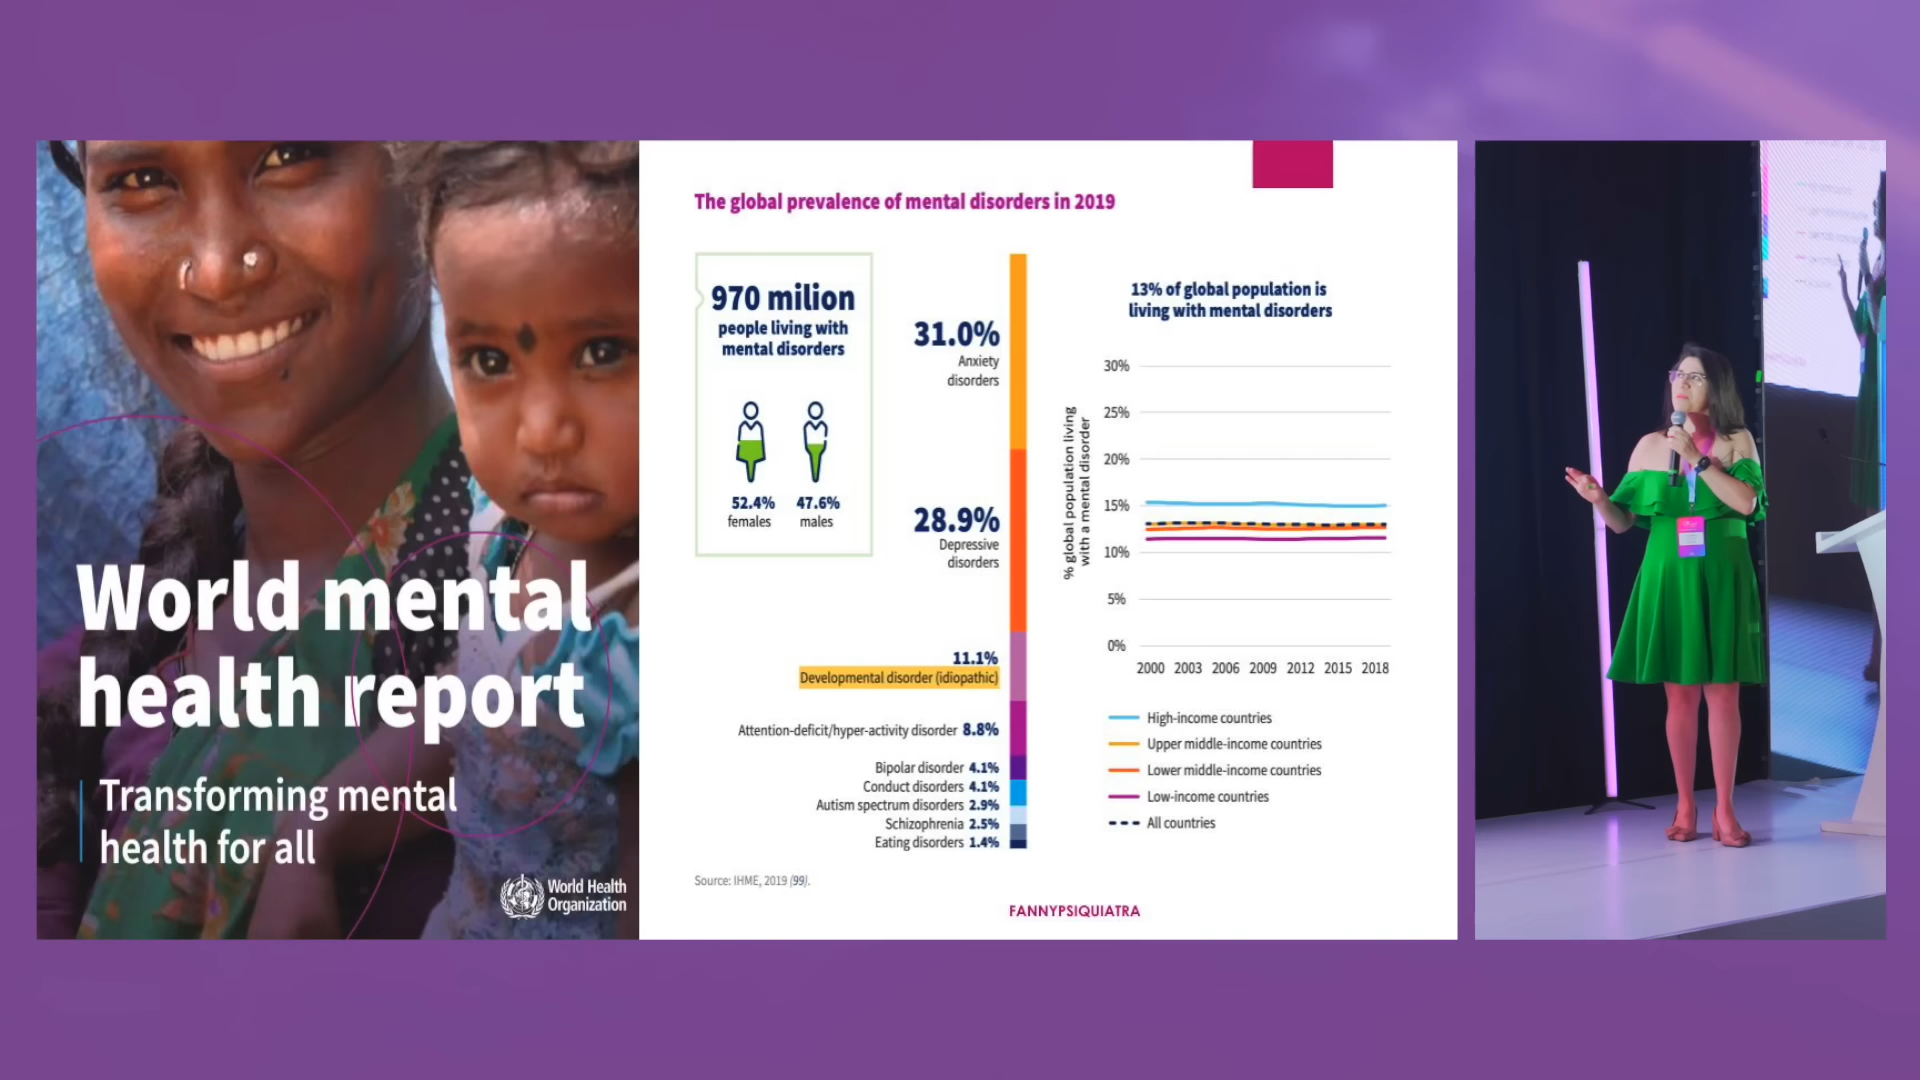 World mental
health report
Transforming mental
health for all
World Health
Organization
The global prevalence of mental disorders in 2019
970 milion
people living with
mental disorders
52.4%
females
47.6%
males
31.0%
Anxiety
disorders
28.9%
Depressive
disorders
11.1%
Developmental disorder (idiopathic)
Attention-deficit/hyper-activity disorder 8.8%
Bipolar disorder 4.1%
Conduct disorders 4.1%
Autism spectrum disorders 2.9%
Schizophrenia 2.5%
Eating disorders 1.4%
13% of global population is
living with mental disorders
% global population living
with a mental disorder
30%
25%
20%
15%
10%
5%
0%
2000 2003 2006 2009 2012 2015 2018
High-income countries
Upper middle-income countries
Lower middle-income countries
Low-income countries
All countries
Source: IHME, 2019 (99).
FANNYPSIQUIATRA